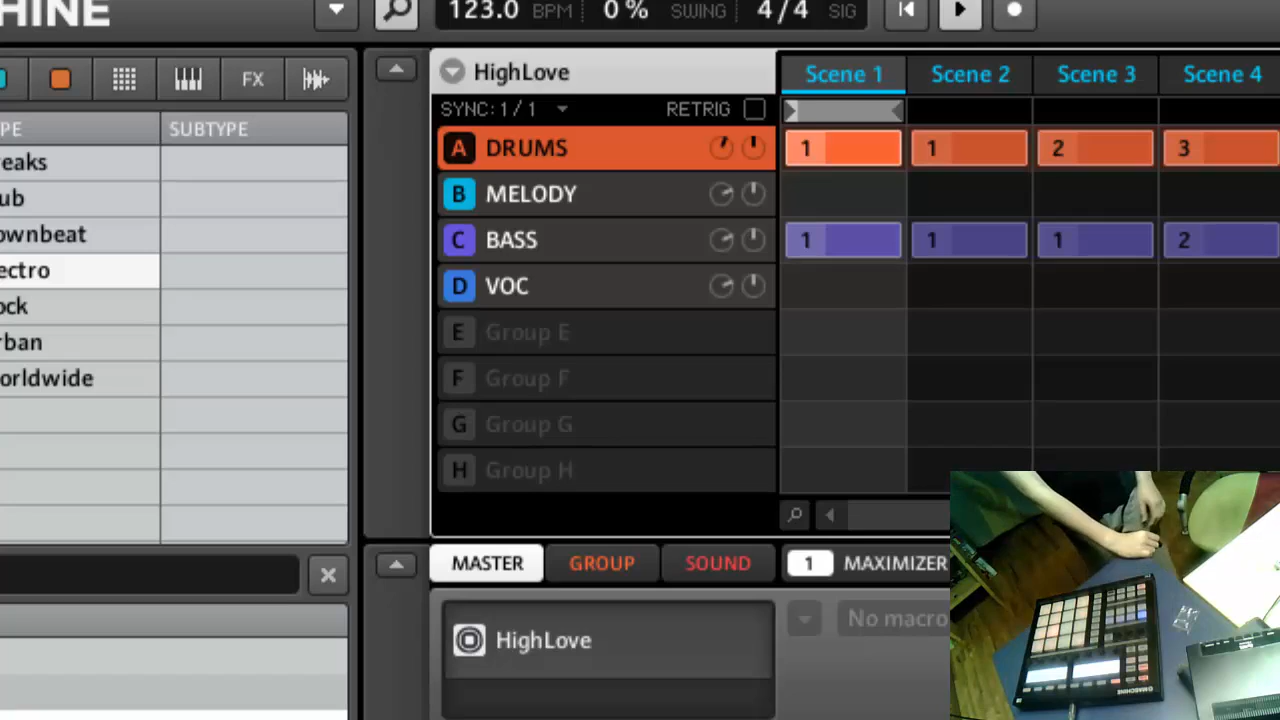 HINE
123.0 BPM 0% SWING 4/4 SIG
FX
HighLove
Scene 1 Scene 2 Scene 3 Scene 4
SYNC: 1/1 RETRIG
PE SUBTYPE
A DRUMS 1 1 2 3
eaks
B MELODY
ub
C BASS 1 1 1 2
ownbeat
ectro
D VOC
ock
E Group E
rban
F Group F
orldwide
G Group G
H Group H
MASTER GROUP SOUND 1 MAXIMIZER
HighLove
No macro
MASCHINE